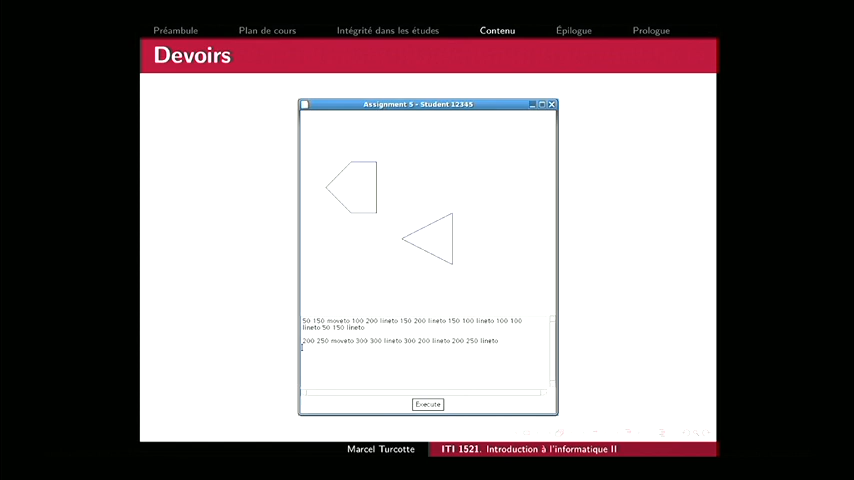 Préambule Plan de cours Intégrité dans les études Contenu Épilogue Prologue
Devoirs
Assignment 5 - Student 12345
50 150 moveto 100 200 lineto 150 200 lineto 150 100 lineto 100 100
lineto 50 150 lineto
200 250 moveto 300 300 lineto 300 200 lineto 200 250 lineto
Execute
Marcel Turcotte ITI 1521. Introduction à l'informatique II